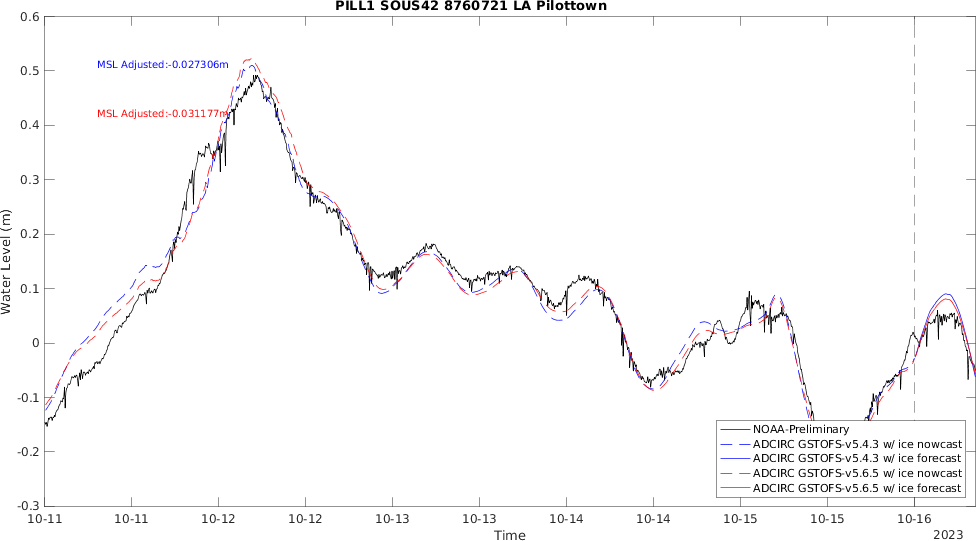 PILL1 SOUS42 8760721 LA Pilottown
0.6
0.5
0.4
0.3
0.2
0.1
0
-0.1
-0.2
-0.3
Water Level (m)
MSL Adjusted:-0.027306m
MSL Adjusted:-0.031177m
NOAA-Preliminary
ADCIRC GSTOFS-v5.4.3 w/ ice nowcast
ADCIRC GSTOFS-v5.4.3 w/ ice forecast
ADCIRC GSTOFS-v5.6.5 w/ ice nowcast
ADCIRC GSTOFS-v5.6.5 w/ ice forecast
10-11 10-11 10-12 10-12 10-13 10-13 10-14 10-14 10-15 10-15 10-16
Time
2023